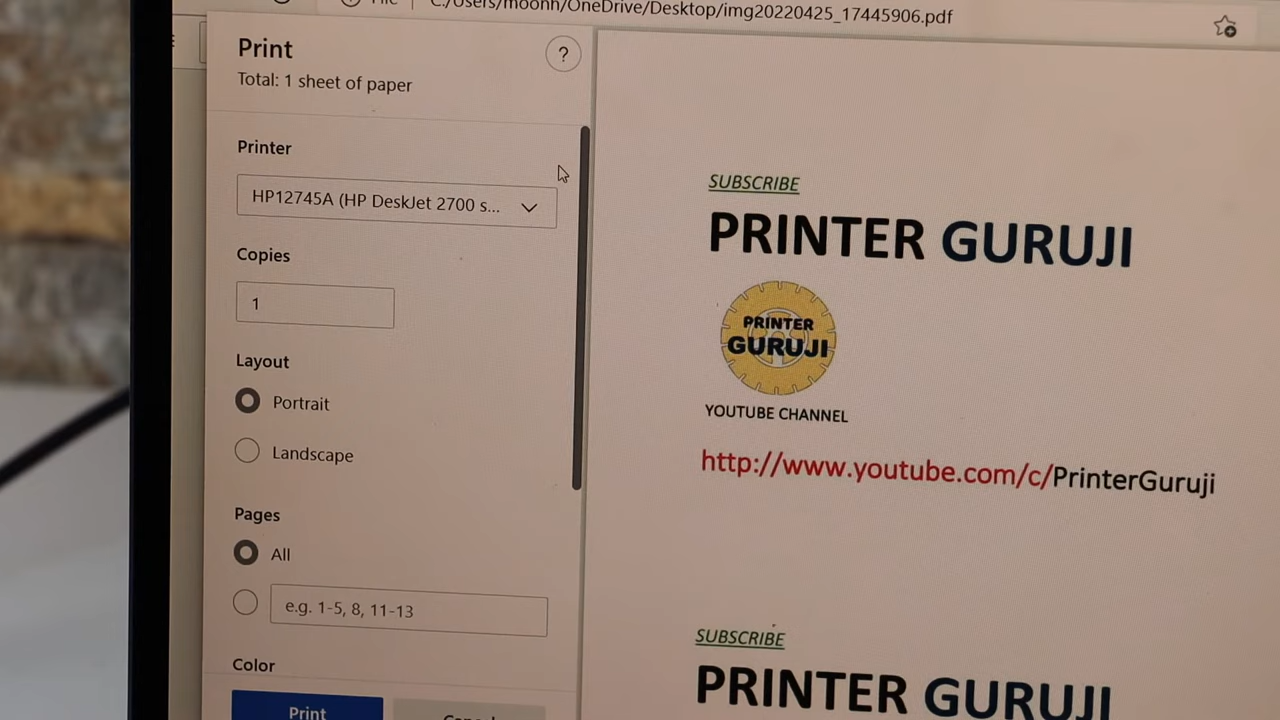 C:/Users/moonh/OneDrive/Desktop/img20220425_17445906.pdf
Print
?
Total: 1 sheet of paper
Printer
HP12745A (HP DeskJet 2700 s...
Copies
1
Layout
Portrait
Landscape
Pages
All
e.g. 1-5, 8, 11-13
Color
Print
SUBSCRIBE
PRINTER GURUJI
PRINTER
GURUJI
YOUTUBE CHANNEL
http://www.youtube.com/c/PrinterGuruji
SUBSCRIBE
PRINTER GURUJI